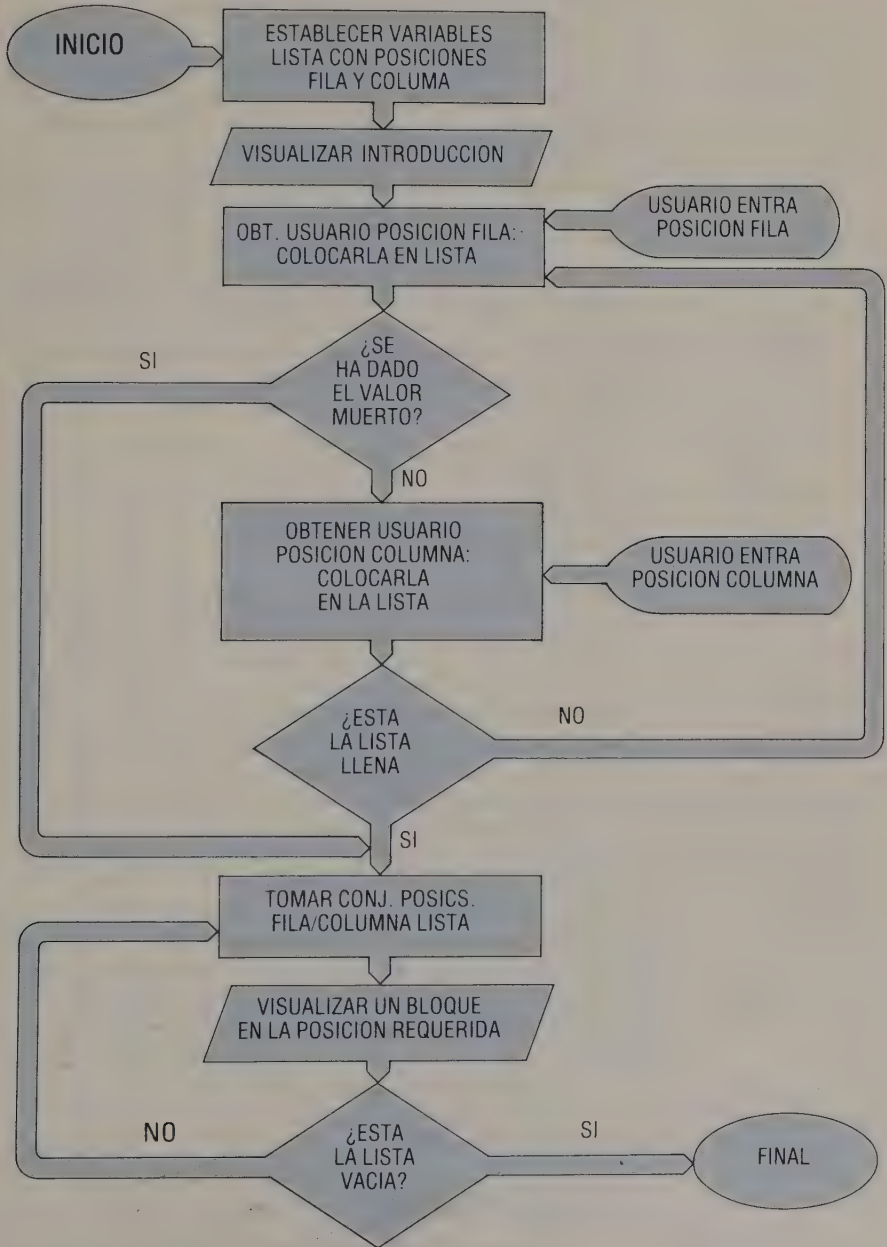 INICIO
ESTABLECER VARIABLES
LISTA CON POSICIONES
FILA Y COLUMA
VISUALIZAR INTRODUCCION
OBT. USUARIO POSICION FILA:
COLOCARLA EN LISTA
USUARIO ENTRA
POSICION FILA
¿SE
HA DADO
EL VALOR
MUERTO?
SI
NO
OBTENER USUARIO
POSICION COLUMNA:
COLOCARLA
EN LA LISTA
USUARIO ENTRA
POSICION COLUMNA
¿ESTA
LA LISTA
LLENA
NO
SI
TOMAR CONJ. POSICS.
FILA/COLUMNA LISTA
VISUALIZAR UN BLOQUE
EN LA POSICION REQUERIDA
¿ESTA
LA LISTA
VACIA?
NO
SI
FINAL